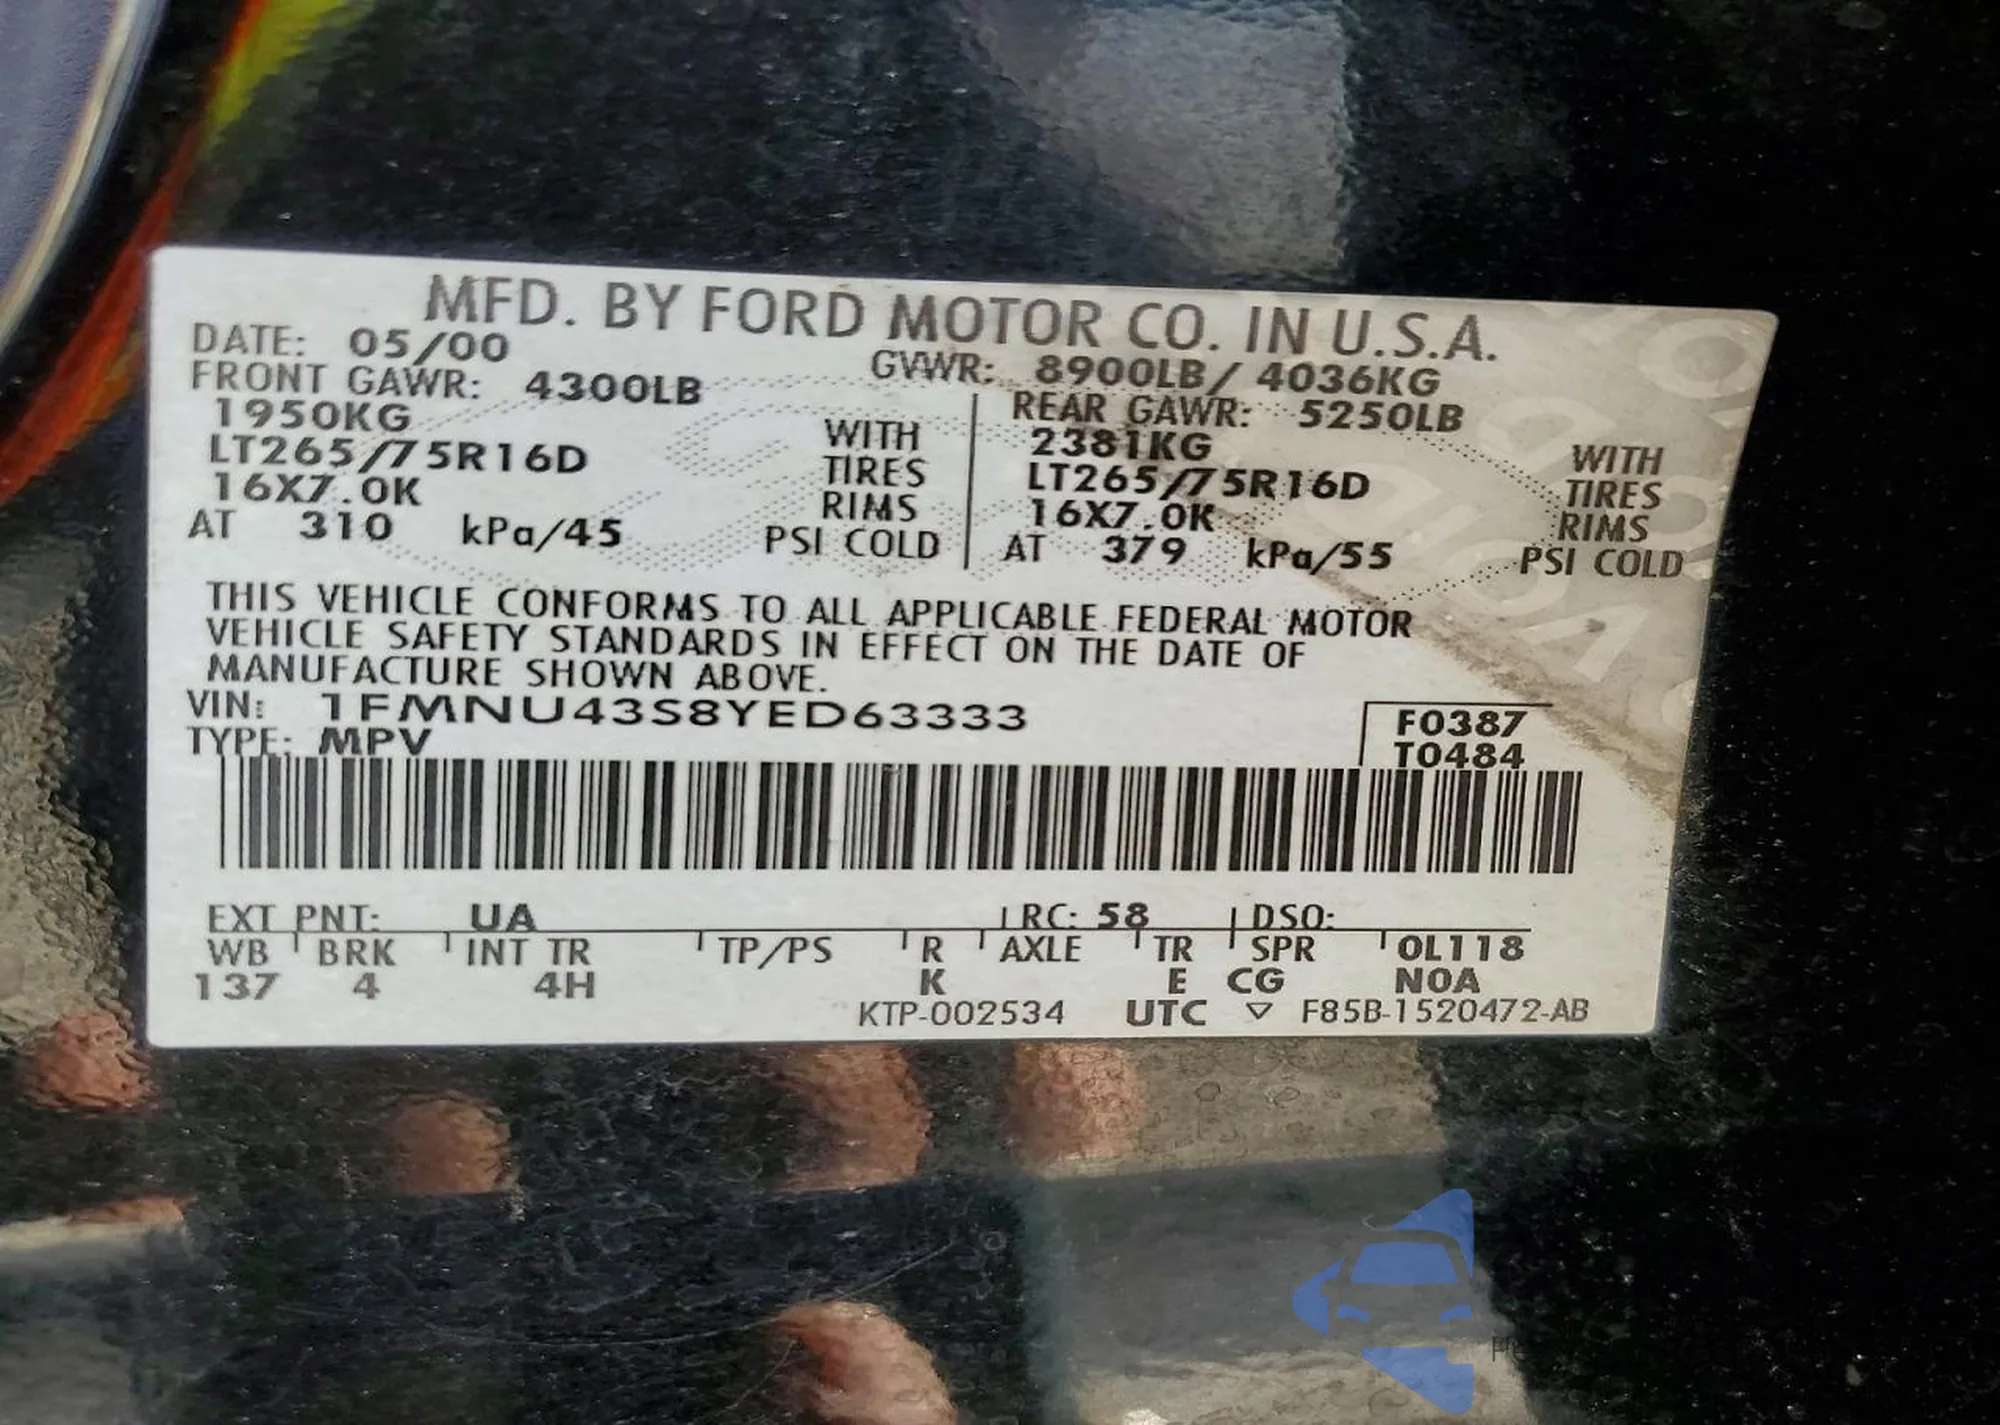 MFD. BY FORD MOTOR CO. IN U.S.A.
DATE: 05/00 GVWR: 8900LB/ 4036KG
FRONT GAWR: 4300LB REAR GAWR: 5250LB
1950KG WITH 2381KG WITH
LT265/75R16D TIRES LT265/75R16D TIRES
16X7.0K RIMS 16X7.0K RIMS
AT 310 kPa/45 PSI COLD AT 379 kPa/55 PSI COLD
THIS VEHICLE CONFORMS TO ALL APPLICABLE FEDERAL MOTOR
VEHICLE SAFETY STANDARDS IN EFFECT ON THE DATE OF
MANUFACTURE SHOWN ABOVE.
VIN: 1FMNU43S8YED63333 F0387
TYPE: MPV T0484
EXT PNT: UA RC: 58 DSO:
WB BRK INT TR TP/PS R AXLE TR SPR OL118
137 4 4H K E CG NOA
KTP-002534 UTC ▽ F85B-1520472-AB